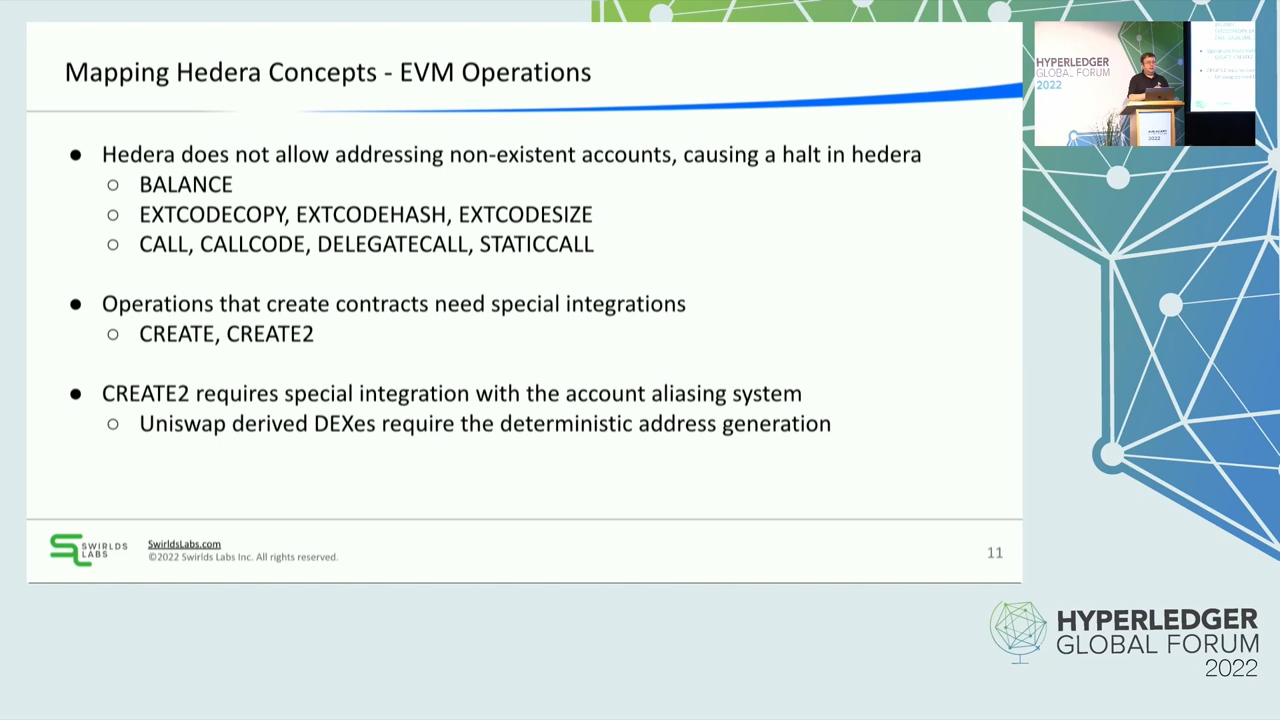 Mapping Hedera Concepts - EVM Operations
● Hedera does not allow addressing non-existent accounts, causing a halt in hedera
○ BALANCE
○ EXTCODECOPY, EXTCODEHASH, EXTCODESIZE
○ CALL, CALLCODE, DELEGATECALL, STATICCALL
● Operations that create contracts need special integrations
○ CREATE, CREATE2
● CREATE2 requires special integration with the account aliasing system
○ Uniswap derived DEXes require the deterministic address generation
SWIRLDS
LABS
SwirldsLabs.com
©2022 Swirlds Labs Inc. All rights reserved.
11
HYPERLEDGER
GLOBAL FORUM
2022
HYPERLEDGER
GLOBAL FORUM
2022